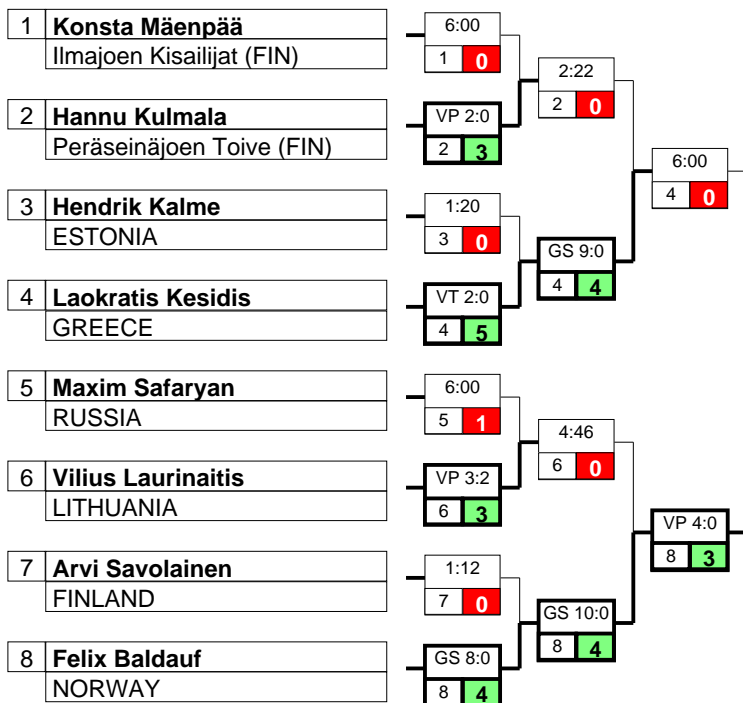 1 Konsta Mäenpää
Ilmajoen Kisailijat (FIN)
6:00
1 0
2:22
2 0
2 Hannu Kulmala
Peräseinäjoen Toive (FIN)
VP 2:0
2 3
6:00
4 0
3 Hendrik Kalme
ESTONIA
1:20
3 0
GS 9:0
4 4
4 Laokratis Kesidis
GREECE
VT 2:0
4 5
5 Maxim Safaryan
RUSSIA
6:00
5 1
4:46
6 0
6 Vilius Laurinaitis
LITHUANIA
VP 3:2
6 3
VP 4:0
8 3
7 Arvi Savolainen
FINLAND
1:12
7 0
GS 10:0
8 4
8 Felix Baldauf
NORWAY
GS 8:0
8 4